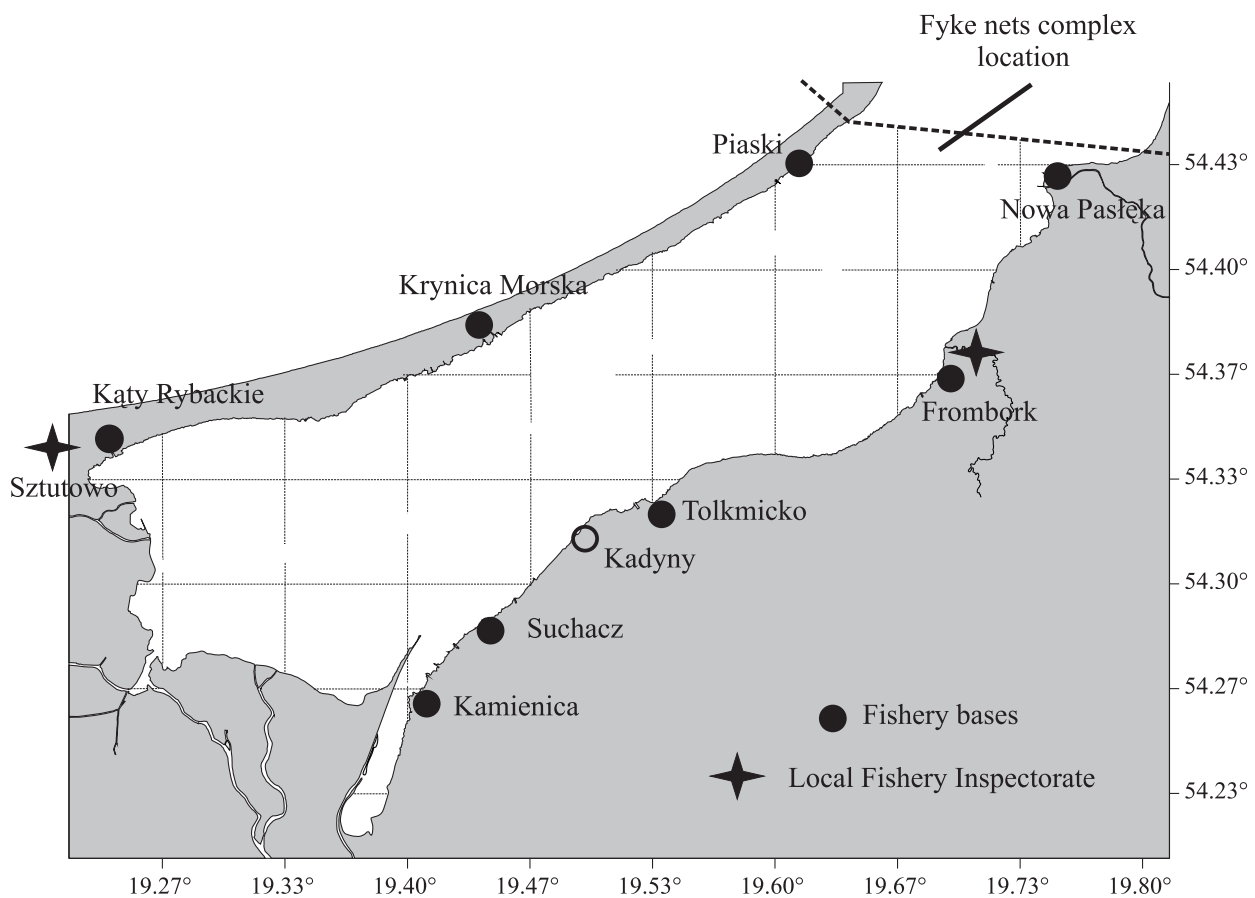 Fyke nets complex
location
Piaski
54.43°
Nowa Pasłęka
54.40°
Krynica Morska
54.37°
Kąty Rybackie
Frombork
Sztutowo
54.33°
Tolkmicko
Kadyny
54.30°
Suchacz
54.27°
Kamienica
Fishery bases
Local Fishery Inspectorate
54.23°
19.27° 19.33° 19.40° 19.47° 19.53° 19.60° 19.67° 19.73° 19.80°